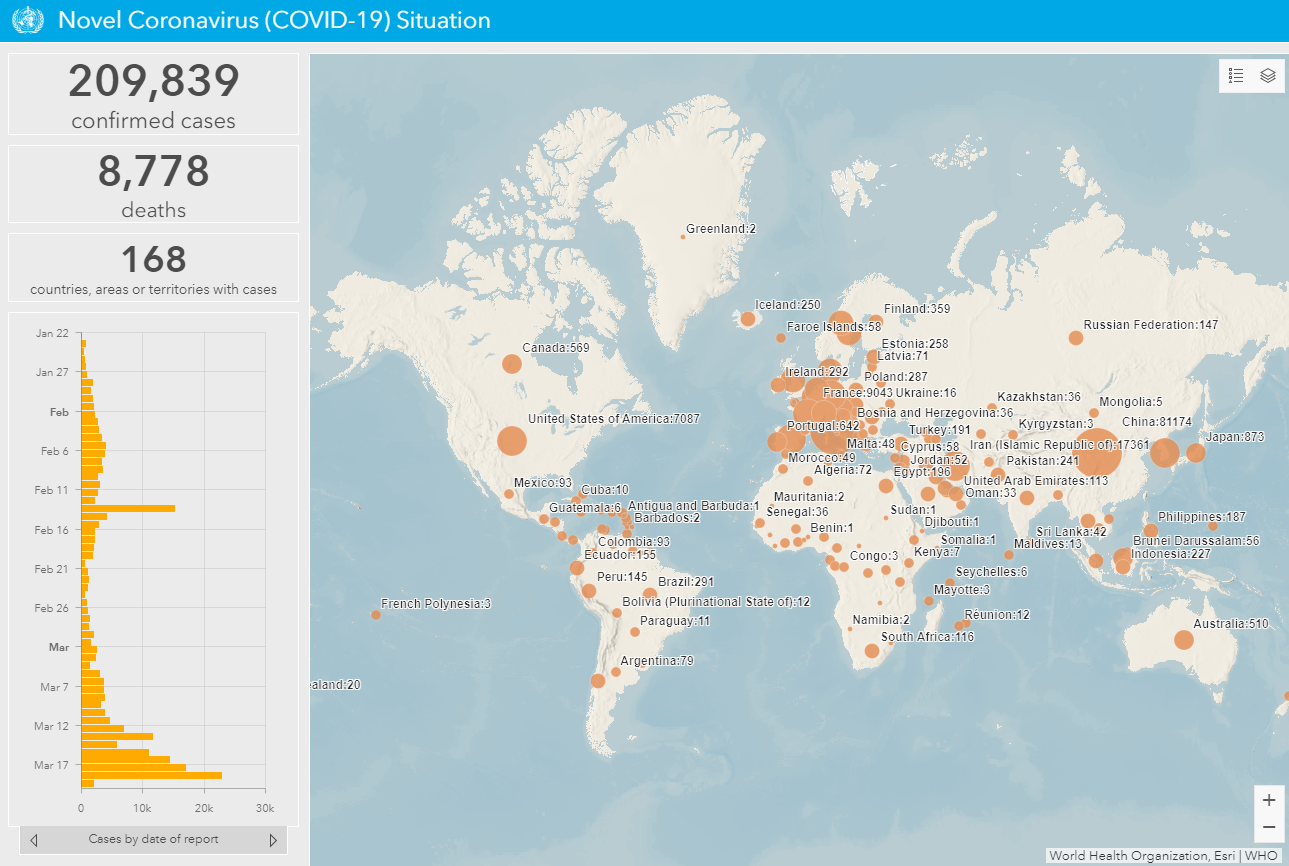 Novel Coronavirus (COVID-19) Situation
209,839
confirmed cases
8,778
deaths
168
countries, areas or territories with cases
Jan 22
Jan 27
Feb
Feb 6
Feb 11
Feb 16
Feb 21
Feb 26
Mar
Mar 7
Mar 12
Mar 17
0 10k 20k 30k
Cases by date of report
Greenland:2
Iceland:250
Finland:359
Faroe Islands:58
Russian Federation:147
Canada:569
Estonia:258
Latvia:71
Ireland:292
Poland:287
France:9043 Ukraine:16
Kazakhstan:36
Mongolia:5
Bosnia and Herzegovina:36
United States of America:7087
China:81174
Kyrgyzstan:3
Portugal:642
Turkey:191
Japan:873
Malta:48
Cyprus:58
Iran (Islamic Republic of):17361
Morocco:49
Jordan:52
Pakistan:241
Algeria:72
Egypt:196
Mexico:93
United Arab Emirates:113
Cuba:10
Oman:33
Mauritania:2
Antigua and Barbuda:1
Guatemala:6
Senegal:36
Sudan:1
Barbados:2
Philippines:187
Djibouti:1
Benin:1
Sri Lanka:42
Colombia:93
Somalia:1
Brunei Darussalam:56
Maldives:13
Ecuador:155
Congo:3
Kenya:7
Indonesia:227
Peru:145
Seychelles:6
Brazil:291
Mayotte:3
French Polynesia:3
Bolivia (Plurinational State of):12
Réunion:12
Paraguay:11
Namibia:2
Australia:510
South Africa:116
Argentina:79
ealand:20
+
−
World Health Organization, Esri | WHO